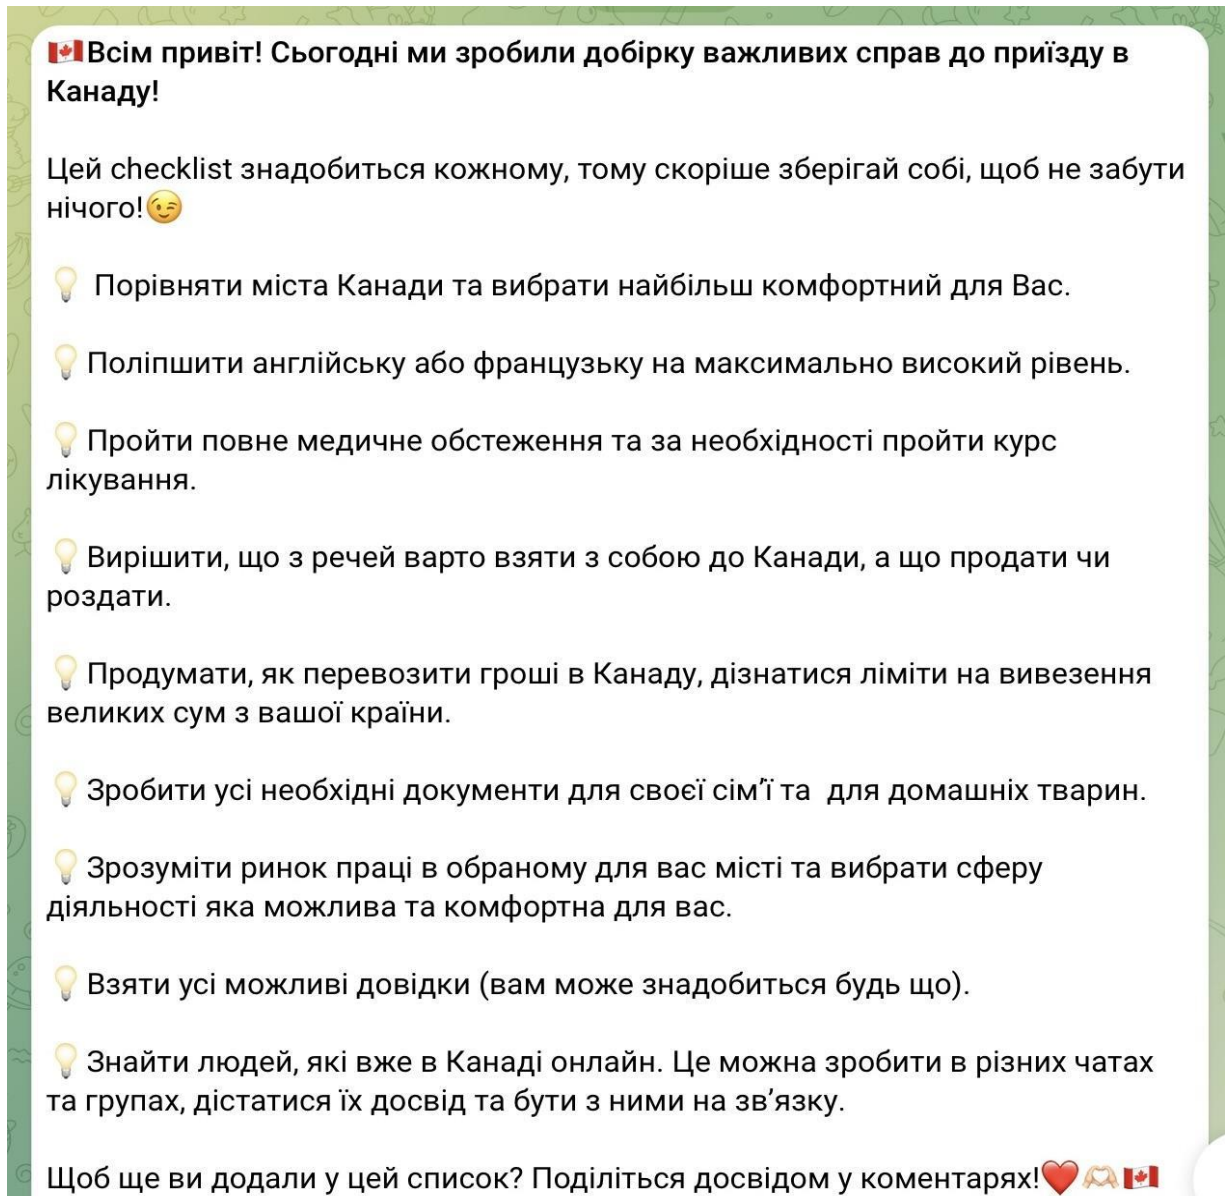 🇨🇦Всім привіт! Сьогодні ми зробили добірку важливих справ до приїзду в
Канаду!
Цей checklist знадобиться кожному, тому скоріше зберігай собі, щоб не забути
нічого!😉
💡 Порівняти міста Канади та вибрати найбільш комфортний для Вас.
💡Поліпшити англійську або французьку на максимально високий рівень.
💡Пройти повне медичне обстеження та за необхідності пройти курс
лікування.
💡Вирішити, що з речей варто взяти з собою до Канади, а що продати чи
роздати.
💡Продумати, як перевозити гроші в Канаду, дізнатися ліміти на вивезення
великих сум з вашої країни.
💡Зробити усі необхідні документи для своєї сім’ї та  для домашніх тварин.
💡Зрозуміти ринок праці в обраному для вас місті та вибрати сферу
діяльності яка можлива та комфортна для вас.
💡Взяти усі можливі довідки (вам може знадобиться будь що).
💡Знайти людей, які вже в Канаді онлайн. Це можна зробити в різних чатах
та групах, дістатися їх досвід та бути з ними на зв’язку.
Щоб ще ви додали у цей список? Поділіться досвідом у коментарях!❤️🫶🏻🇨🇦